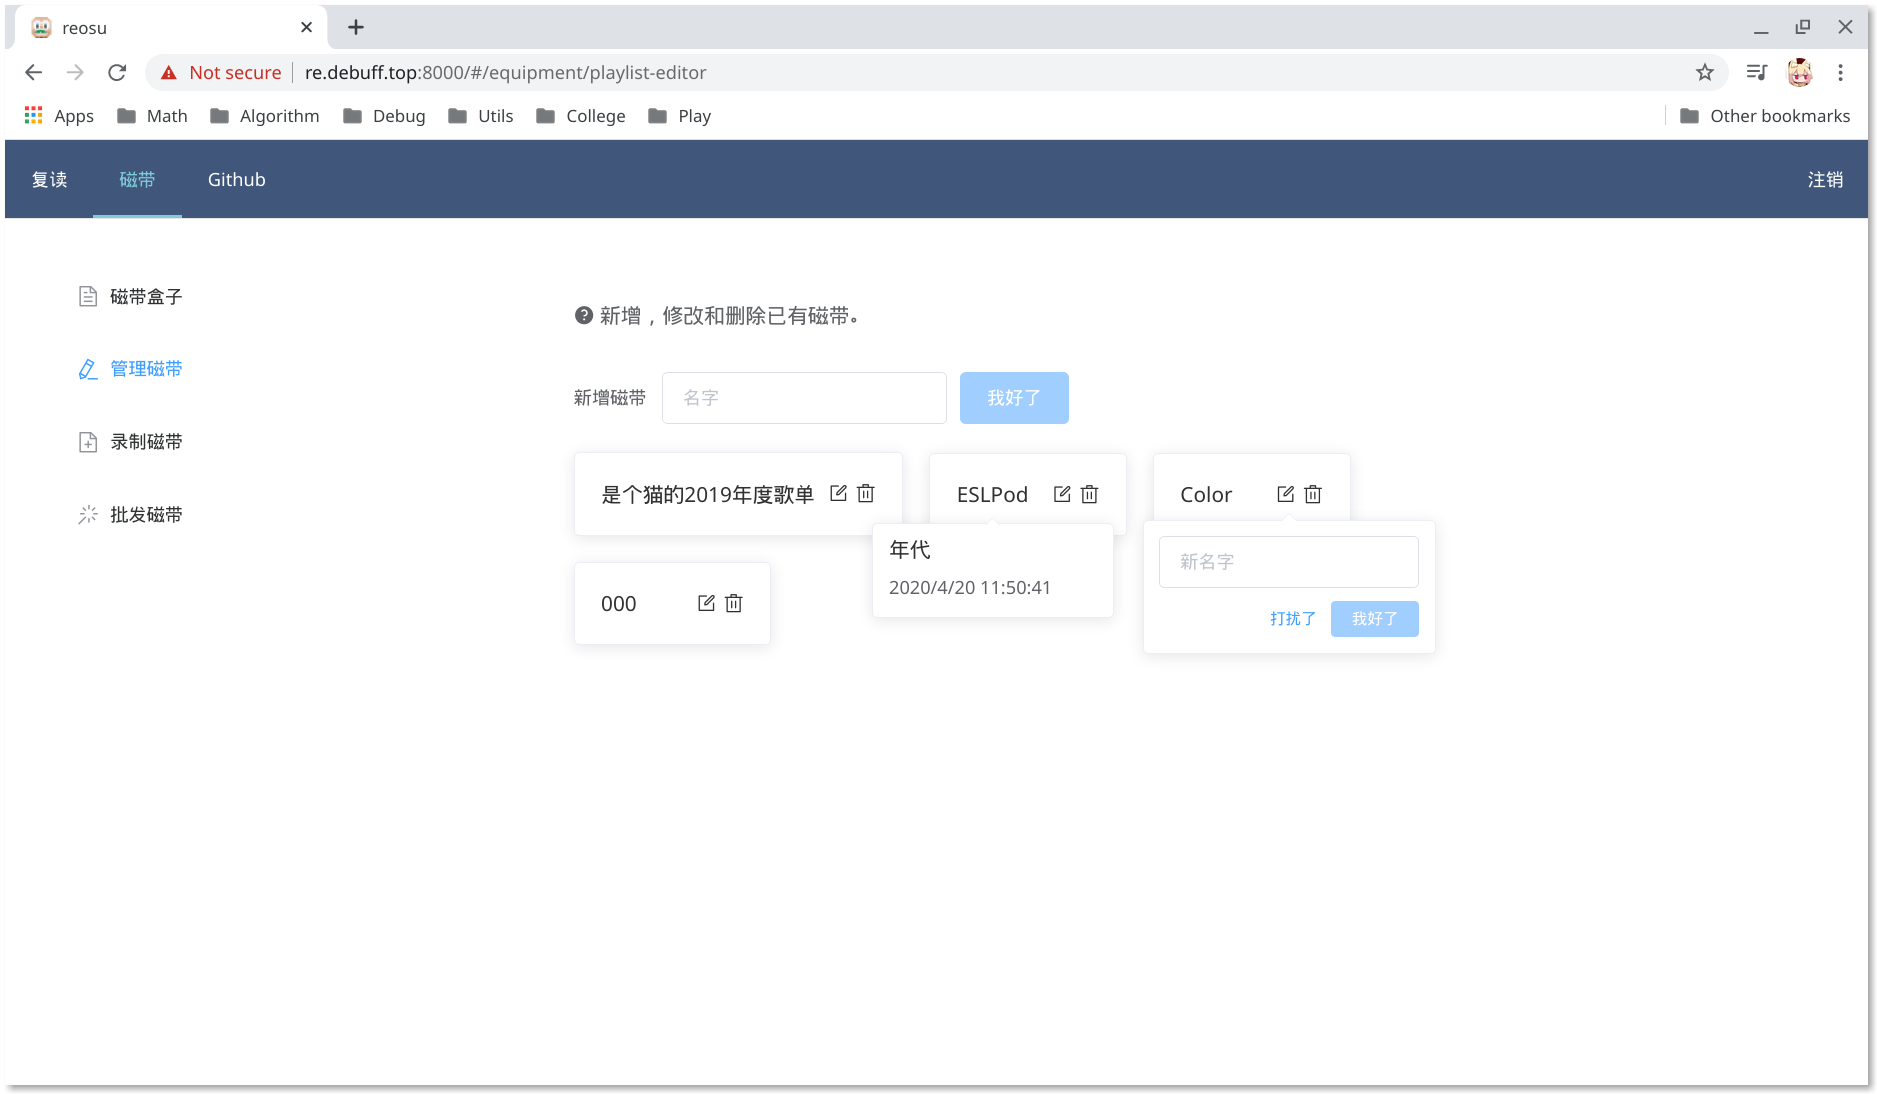 reosu
Not secure re.debuff.top:8000/#/equipment/playlist-editor
Apps Math Algorithm Debug Utils College Play Other bookmarks
复读 磁带 Github 注销
磁带盒子
管理磁带
录制磁带
批发磁带
新增，修改和删除已有磁带。
新增磁带 名字 我好了
是个猫的2019年度歌单 ESLPod Color
年代
2020/4/20 11:50:41
新名字
打扰了 我好了
000